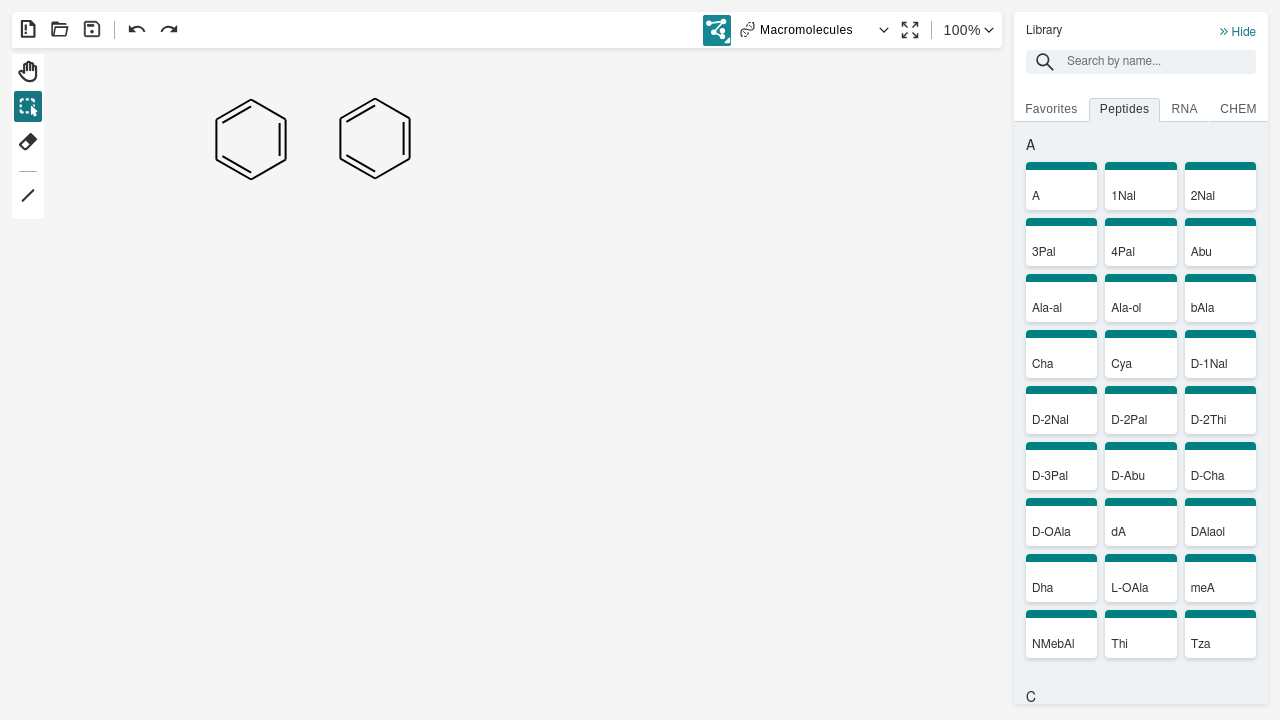 Macromolecules
100%
Library
Hide
Search by name...
Favorites
Peptides
RNA
CHEM
A
A
1Nal
2Nal
3Pal
4Pal
Abu
Ala-al
Ala-ol
bAla
Cha
Cya
D-1Nal
D-2Nal
D-2Pal
D-2Thi
D-3Pal
D-Abu
D-Cha
D-OAla
dA
DAlaol
Dha
L-OAla
meA
NMebAl
Thi
Tza
C